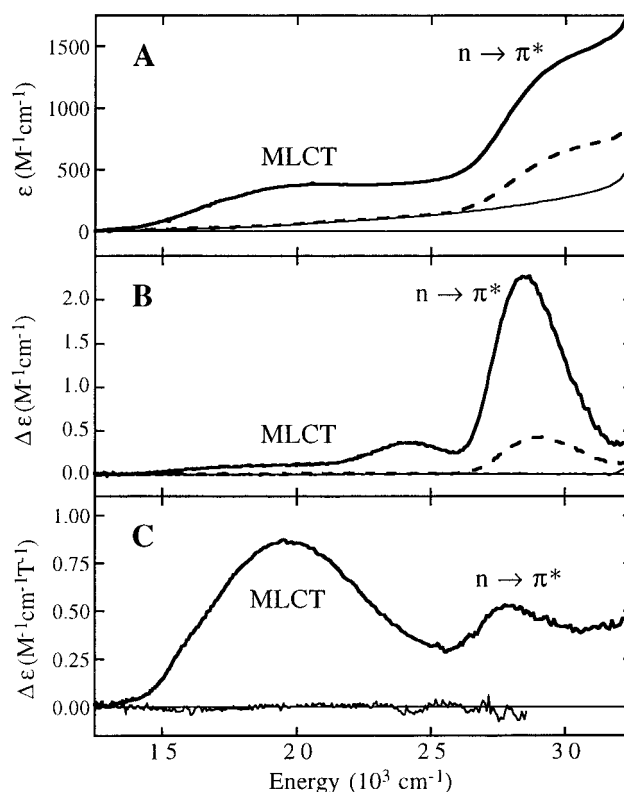 A
n → π*
MLCT
ε (M⁻¹cm⁻¹)
1500
1000
500
0
B
n → π*
MLCT
Δε (M⁻¹cm⁻¹)
2.0
1.5
1.0
0.5
0.0
C
n → π*
MLCT
Δε (M⁻¹cm⁻¹T⁻¹)
1.00
0.75
0.50
0.25
0.00
15 20 25 30
Energy (10³ cm⁻¹)